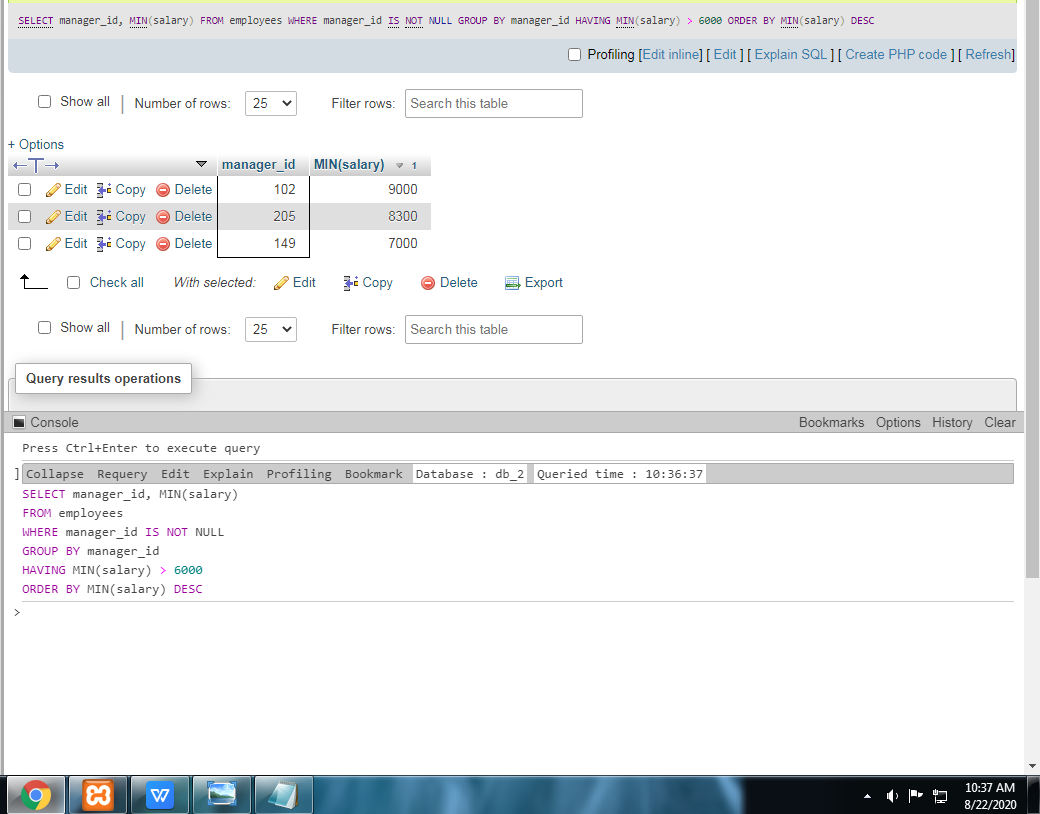 SELECT manager_id, MIN(salary) FROM employees WHERE manager_id IS NOT NULL GROUP BY manager_id HAVING MIN(salary) > 6000 ORDER BY MIN(salary) DESC
Profiling [Edit inline] [ Edit ] [ Explain SQL ] [ Create PHP code ] [ Refresh]
Show all | Number of rows: 25 Filter rows: Search this table
+ Options
←T→ manager_id MIN(salary) 1
Edit Copy Delete 102 9000
Edit Copy Delete 205 8300
Edit Copy Delete 149 7000
Check all With selected: Edit Copy Delete Export
Show all | Number of rows: 25 Filter rows: Search this table
Query results operations
Console Bookmarks Options History Clear
Press Ctrl+Enter to execute query
] Collapse Requery Edit Explain Profiling Bookmark Database : db_2 Queried time : 10:36:37
SELECT manager_id, MIN(salary)
FROM employees
WHERE manager_id IS NOT NULL
GROUP BY manager_id
HAVING MIN(salary) > 6000
ORDER BY MIN(salary) DESC
>
W
10:37 AM
8/22/2020